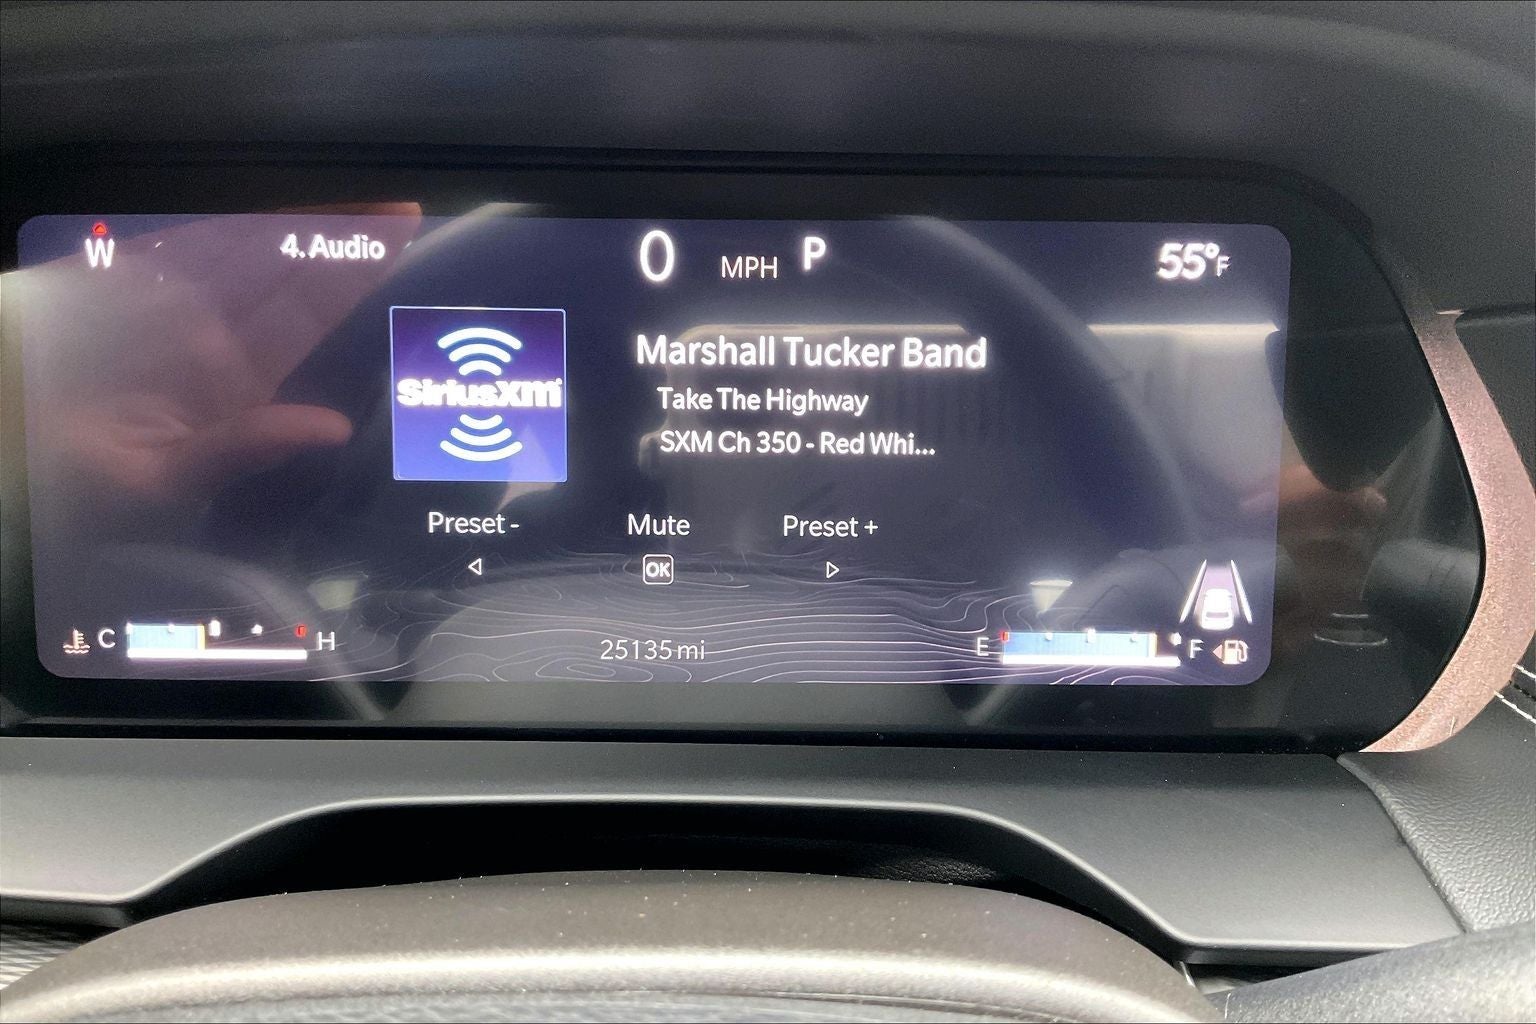 W
4. Audio
0 MPH P
55°F
SiriusXM
Marshall Tucker Band
Take The Highway
SXM Ch 350 - Red Whi...
Preset -
Mute
Preset +
OK
C H
25135 mi
E F